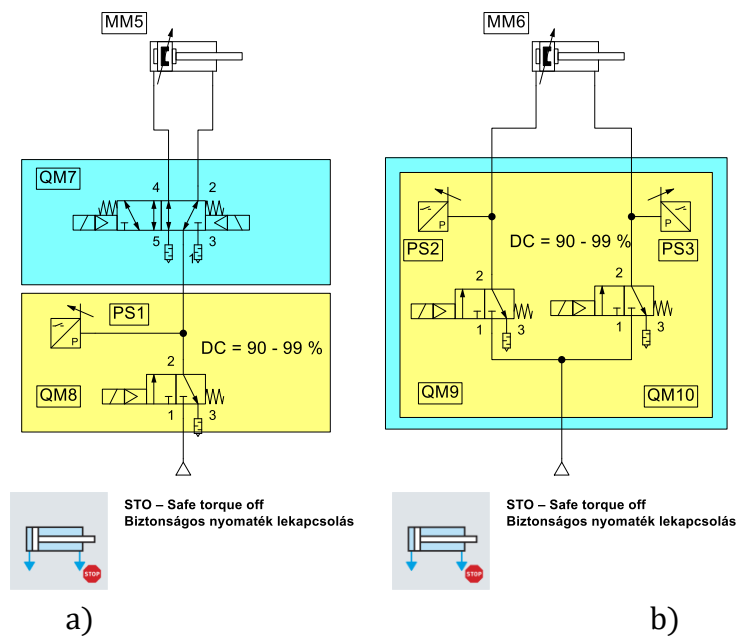 MM5
MM6
QM7
4
2
5
1
3
PS1
P
DC = 90 - 99 %
2
QM8
1
3
P
PS2
P
PS3
DC = 90 - 99 %
2
2
1
3
1
3
QM9
QM10
STOP
STO – Safe torque off
Biztonságos nyomaték lekapcsolás
STOP
STO – Safe torque off
Biztonságos nyomaték lekapcsolás
a)
b)